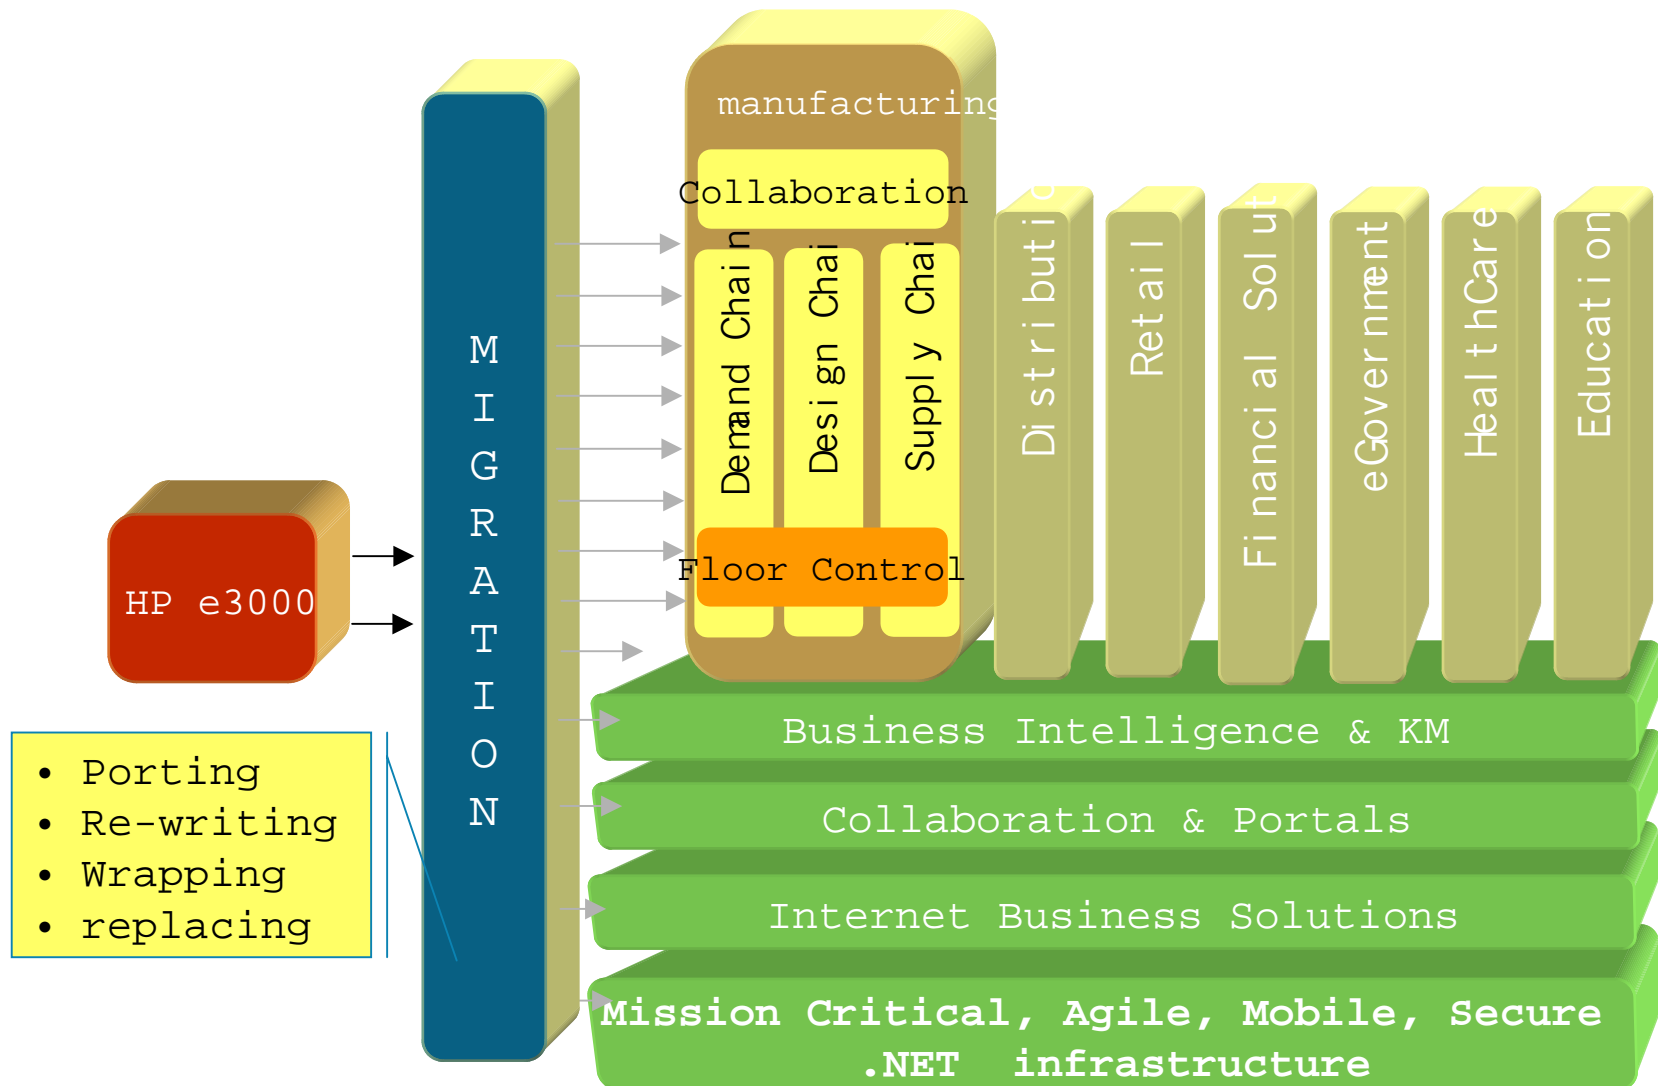 manufacturing
Collaboration
Demand Chain
Design Chai
Supply Chai
Floor Control
Distributio
Retail
Financial Solut
eGovernment
HealthCare
Education
MIGRATION
HP e3000
• Porting
• Re-writing
• Wrapping
• replacing
Business Intelligence & KM
Collaboration & Portals
Internet Business Solutions
Mission Critical, Agile, Mobile, Secure
.NET infrastructure